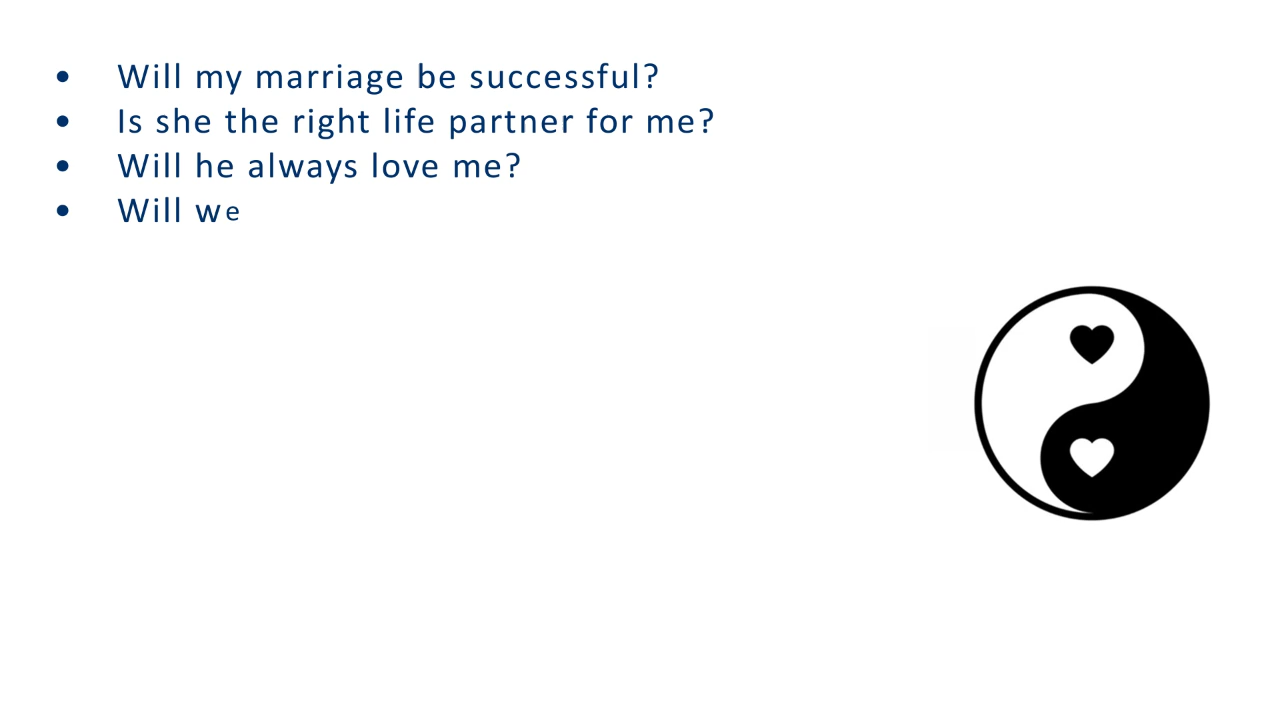 • Will my marriage be successful?
• Is she the right life partner for me?
• Will he always love me?
• Will we